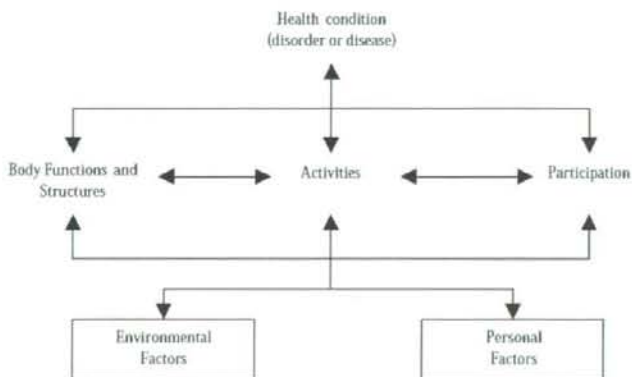 Health condition
(disorder or disease)
Body Functions and
Structures
Activities
Participation
Environmental
Factors
Personal
Factors